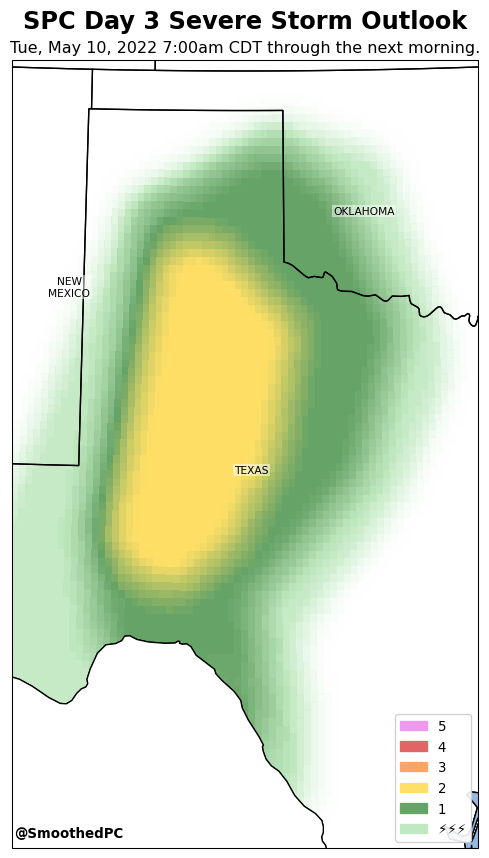 SPC Day 3 Severe Storm Outlook
Tue, May 10, 2022 7:00am CDT through the next morning.
OKLAHOMA
NEW
MEXICO
TEXAS
5
4
3
2
1
⚡⚡⚡
@SmoothedPC